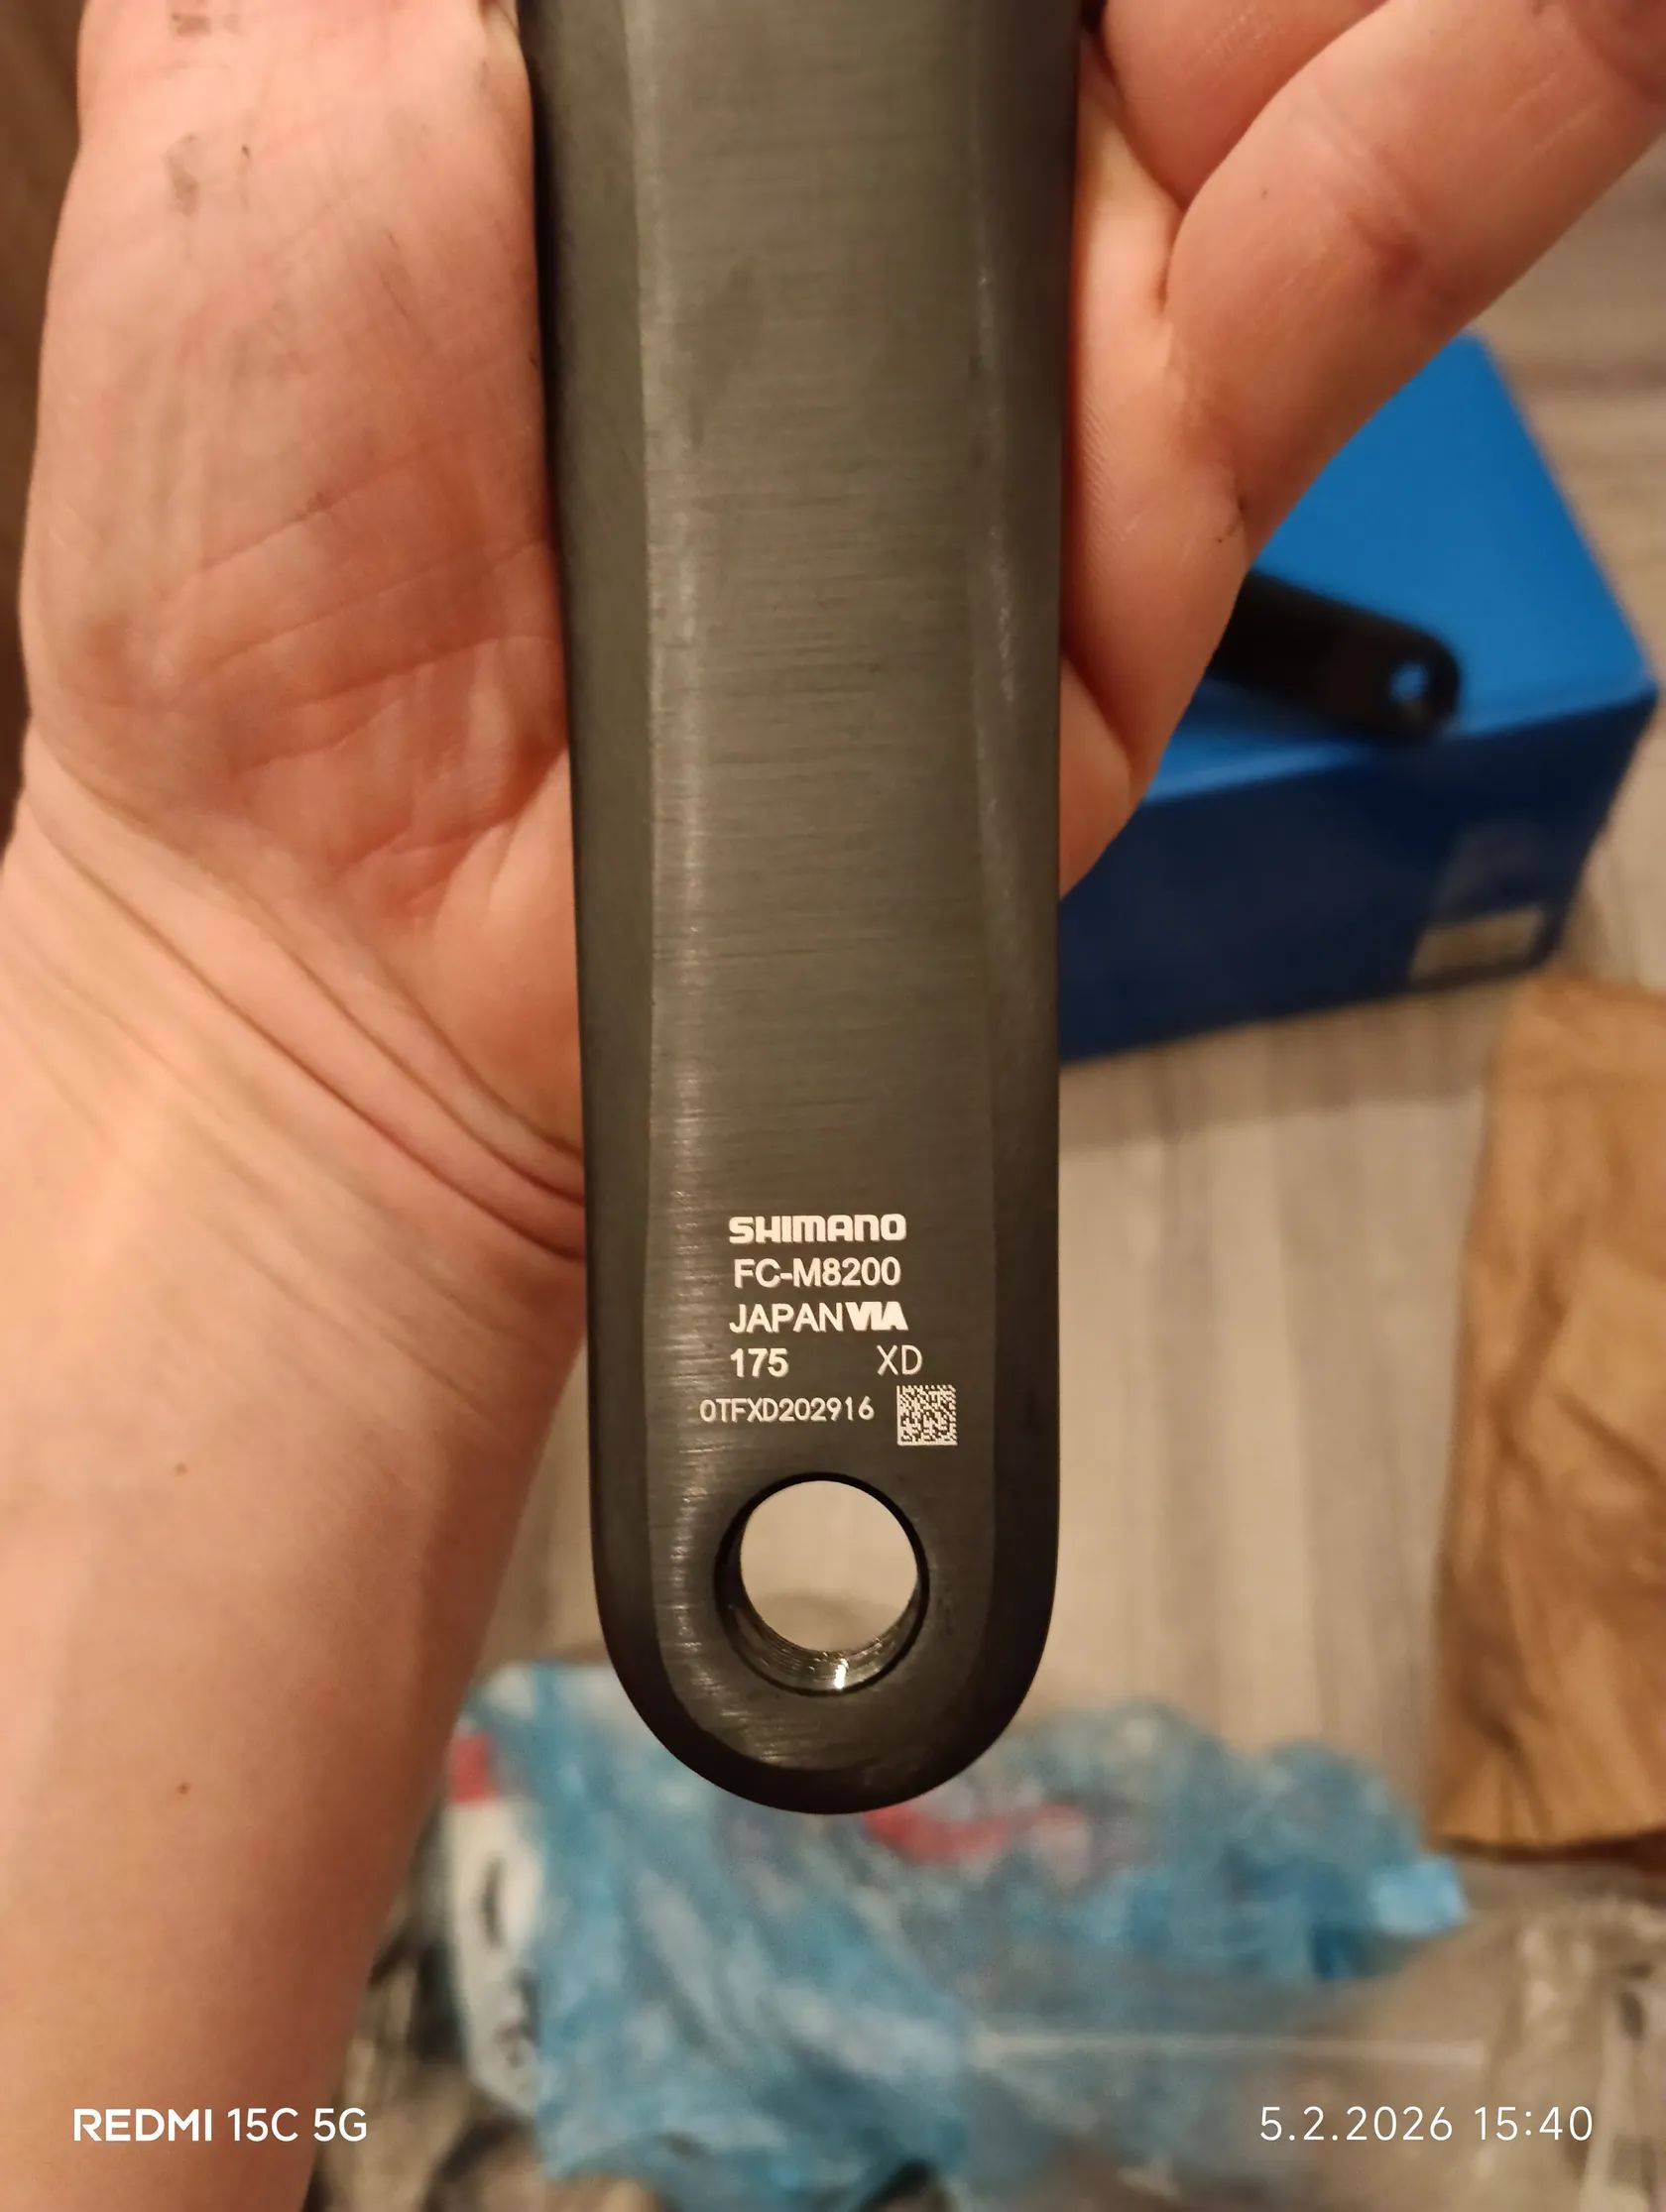 SHIMANO
FC-M8200
JAPAN VIA
175 XD
0TFXD202916
REDMI 15C 5G
5.2.2026 15:40